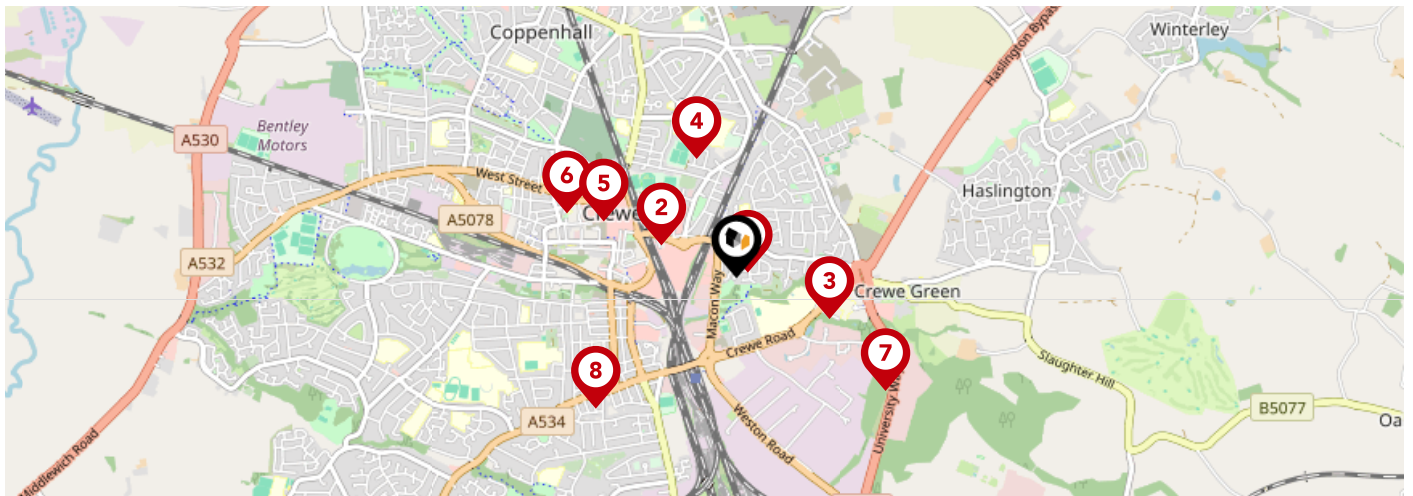 Coppenhall
Winterley
Haslington Bypass
A530
Bentley
Motors
4
West Street
6
5
2
Crewe
Haslington
A5078
A532
3
Crewe Green
Macon Way
Crewe Road
7
Slaughter Hill
8
A534
B5077
Oa
Weston Road
University W
Middlewich Road